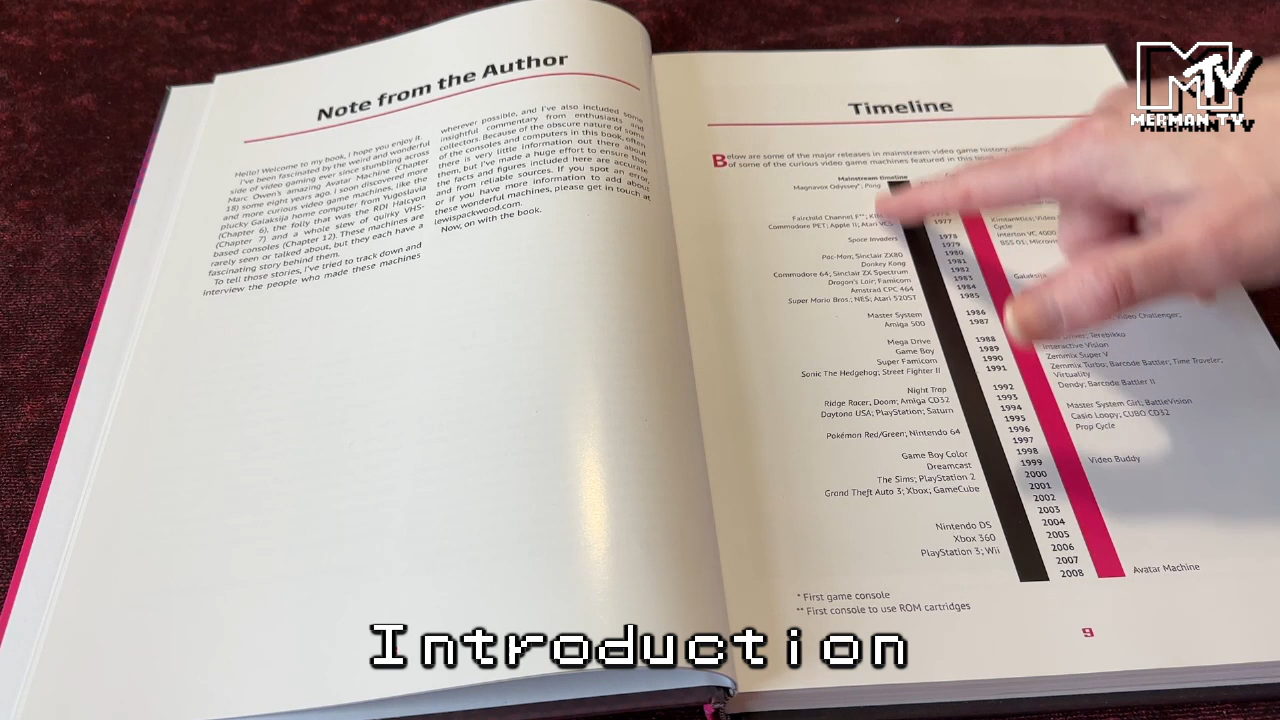 Note from the Author
Hello! Welcome to my book, I hope you enjoy it.
I've been fascinated by the weird and wonderful
side of video gaming ever since stumbling across
Marc Owen's amazing Avatar Machine (Chapter
18) some eight years ago. I soon discovered more
and more curious video game machines, like the
plucky Galaksija home computer from Yugoslavia
(Chapter 6), the folly that was the RDI Halcyon
(Chapter 7) and a whole slew of quirky VHS-
based consoles (Chapter 12). These machines are
rarely seen or talked about, but they each have a
fascinating story behind them.
To tell those stories, I've tried to track down and
interview the people who made these machines
wherever possible, and I've also included some
insightful commentary from enthusiasts and
collectors. Because of the obscure nature of some
of the consoles and computers in this book, often
there is very little information out there about
them, but I've made a huge effort to ensure that
the facts and figures included here are accurate
and from reliable sources. If you spot an error,
or if you have more information to add about
these wonderful machines, please get in touch at
lewispackwood.com.
Now, on with the book.
Timeline
Below are some of the major releases in mainstream video game history,
of some of the curious video game machines featured in this
Mainstream timeline
Magnavox Odyssey*; Pong
Fairchild Channel F**;
Commodore PET; Apple II; Atari VCS 1977
Space Invaders 1978
1979
Pac-Man; Sinclair ZX80 1980
Donkey Kong 1981
Commodore 64; Sinclair ZX Spectrum 1982
Dragon's Lair; Famicom 1983
Amstrad CPC 464 1984
Super Mario Bros.; NES; Atari 520ST 1985
Master System 1986
Amiga 500 1987
Mega Drive 1988
Game Boy 1989
Super Famicom 1990
Sonic The Hedgehog; Street Fighter II 1991
Night Trap 1992
Ridge Racer; Doom; Amiga CD32 1993
Daytona USA; PlayStation; Saturn 1994
1995
Pokémon Red/Green; Nintendo 64 1996
1997
Game Boy Color 1998
Dreamcast 1999
The Sims; PlayStation 2 2000
Grand Theft Auto 3; Xbox; GameCube 2001
2002
2003
Nintendo DS 2004
Xbox 360 2005
PlayStation 3; Wii 2006
2007
2008
Kimtanktics; Video
Cycle
Interton VC 4000
BSS 01;
Video Challenger;
Terebikko
Interactive Vision
Zemmix Super V
Zemmix Turbo; Barcode Battler; Time Traveler;
Virtuality
Dendy; Barcode Battler II
Master System Girl; BattleVision
Casio Loopy; CUBO CD32
Prop Cycle
Video Buddy
Avatar Machine
* First game console
** First console to use ROM cartridges
9
MTV
MERMAN TV
Introduction